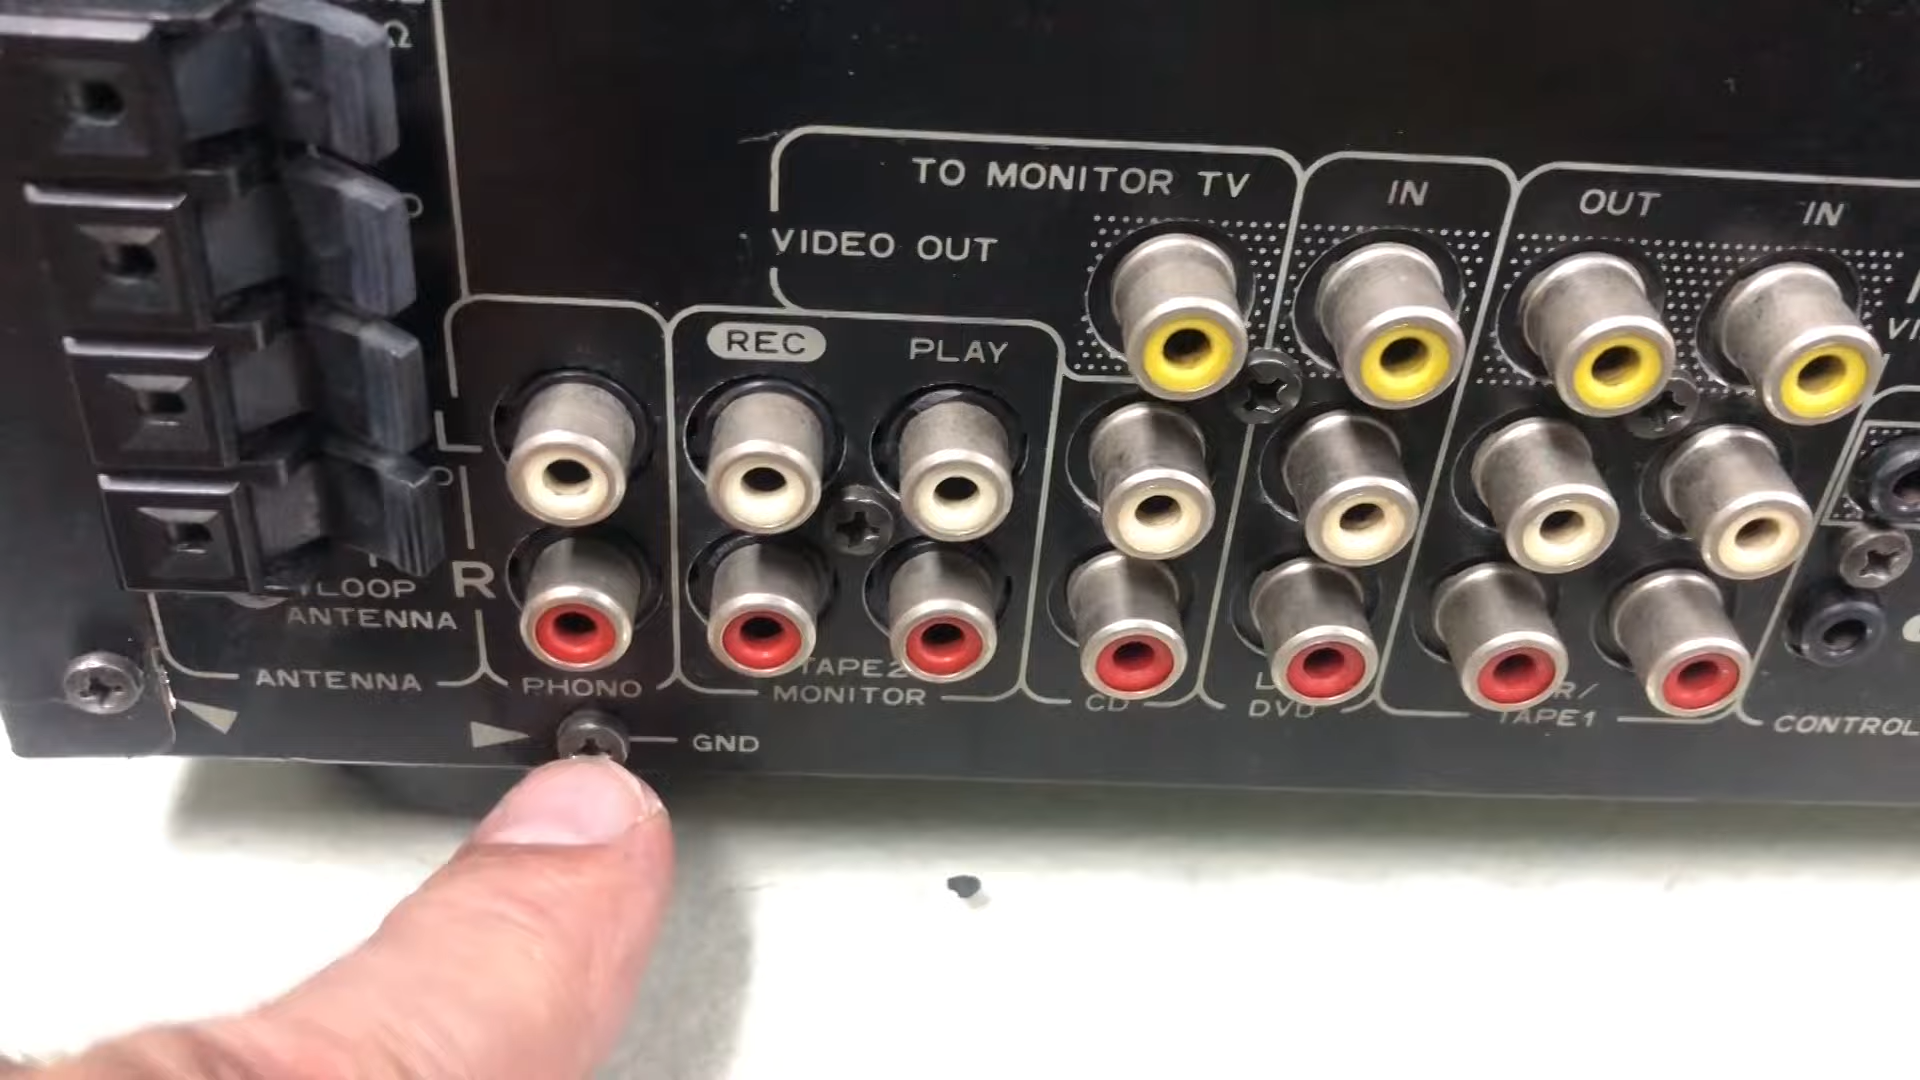 Ω
TO MONITOR TV
IN
OUT
IN
VIDEO OUT
REC
PLAY
L
R
LOOP
ANTENNA
ANTENNA
PHONO
TAPE2
MONITOR
CD
DVD
TAPE1
CONTROL
GND